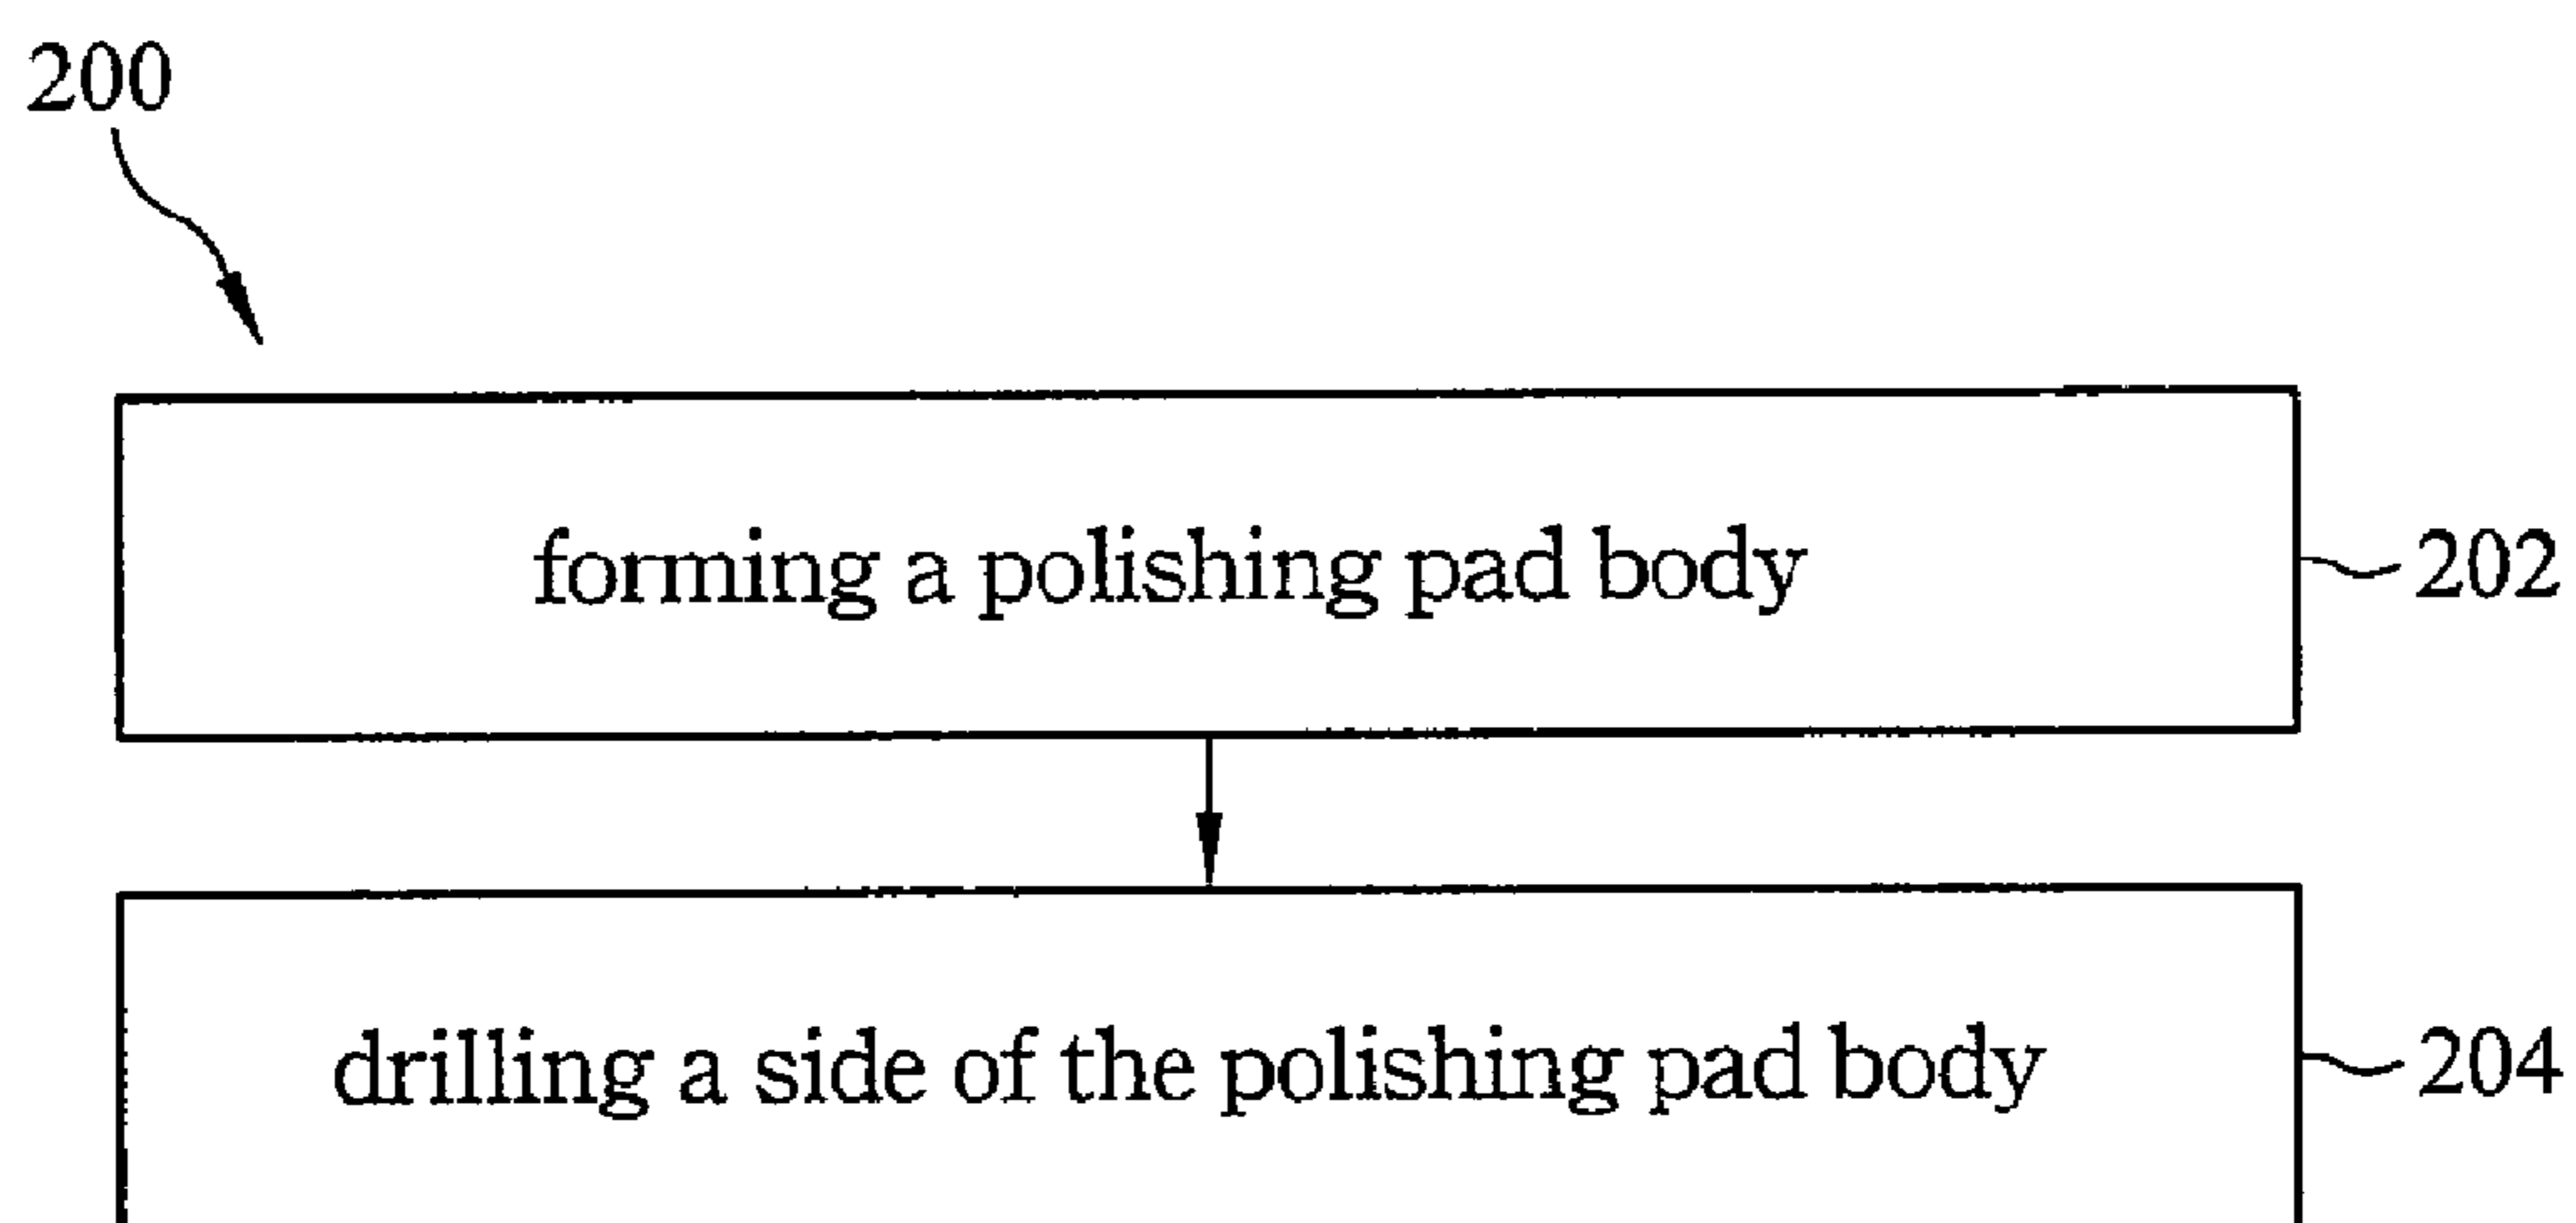 200
forming a polishing pad body
202
drilling a side of the polishing pad body
204